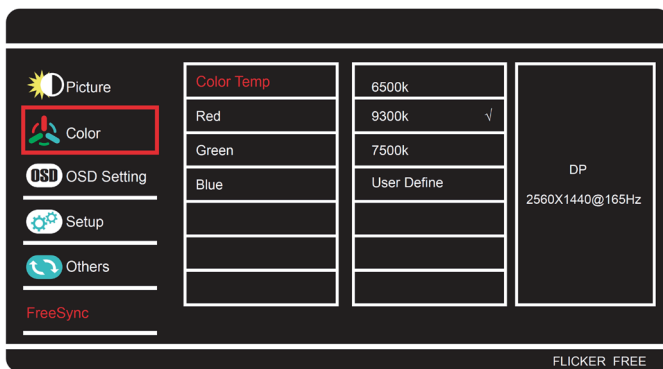 Picture
Color
OSD OSD Setting
Setup
Others
FreeSync
Color Temp
Red
Green
Blue
6500k
9300k √
7500k
User Define
DP
2560X1440@165Hz
FLICKER FREE